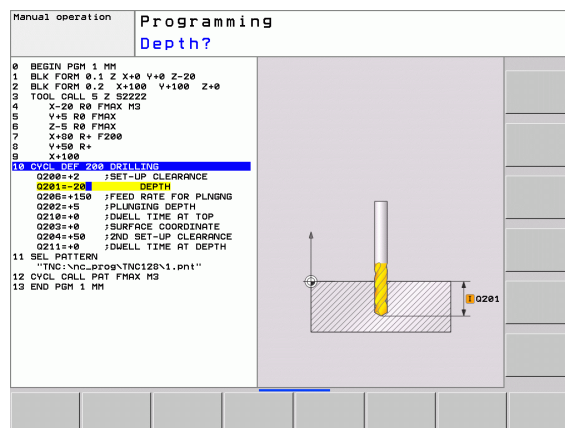 Manual operation
Programming
Depth?
0 BEGIN PGM 1 MM
1 BLK FORM 0.1 Z X+0 Y+0 Z-20
2 BLK FORM 0.2 X+100 Y+100 Z+0
3 TOOL CALL 5 Z S2222
4 X-20 R0 FMAX M3
5 Y+5 R0 FMAX
6 Z-5 R0 FMAX
7 X+80 R+ F200
8 Y+50 R+
9 X+100
10 CYCL DEF 200 DRILLING
Q200=+2 ;SET-UP CLEARANCE
Q201=-20 DEPTH
Q206=+150 ;FEED RATE FOR PLNGNG
Q202=+5 ;PLUNGING DEPTH
Q210=+0 ;DWELL TIME AT TOP
Q203=+0 ;SURFACE COORDINATE
Q204=+50 ;2ND SET-UP CLEARANCE
Q211=+0 ;DWELL TIME AT DEPTH
11 SEL PATTERN
"TNC:\nc_prog\TNC128\1.pnt"
12 CYCL CALL PAT FMAX M3
13 END PGM 1 MM
I Q201